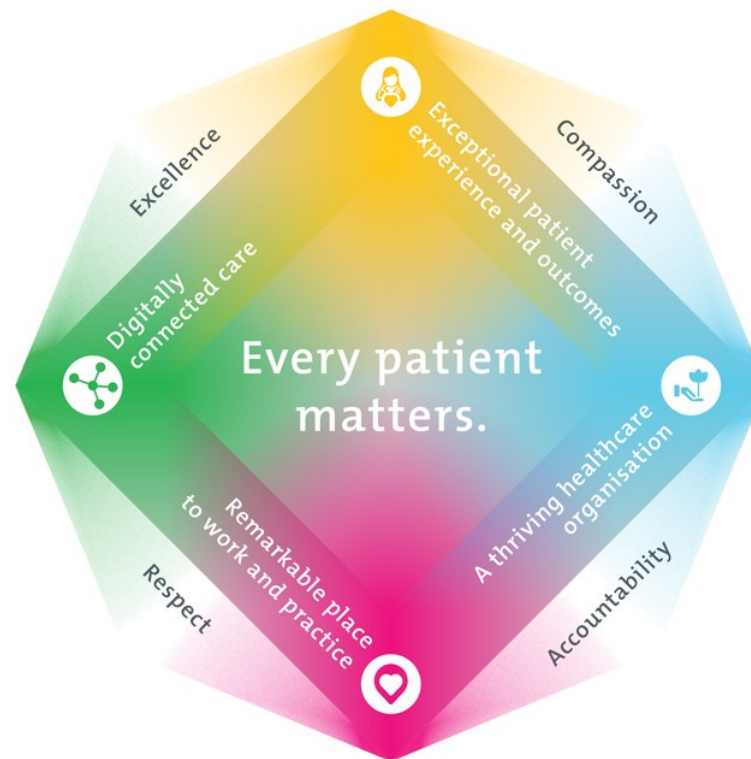 Excellence
Compassion
Exceptional patient
experience and outcomes
Digitally
connected care
Every patient
matters.
A thriving healthcare
organisation
Remarkable place
to work and practice
Respect
Accountability